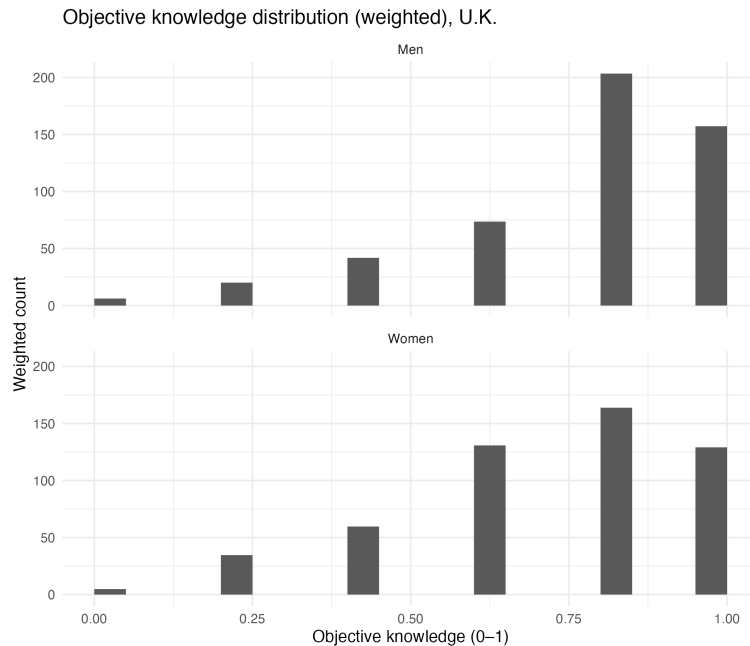 Objective knowledge distribution (weighted), U.K.
Men
200
150
100
50
0
Weighted count
Women
200
150
100
50
0
0.00 0.25 0.50 0.75 1.00
Objective knowledge (0–1)